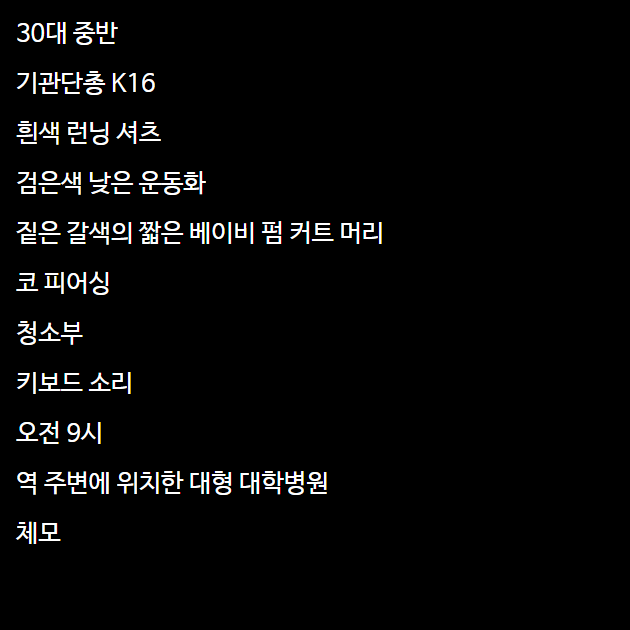 30대 중반
기관단총 K16
흰색 런닝 셔츠
검은색 낮은 운동화
짙은 갈색의 짧은 베이비 펌 커트 머리
코 피어싱
청소부
키보드 소리
오전 9시
역 주변에 위치한 대형 대학병원
체모